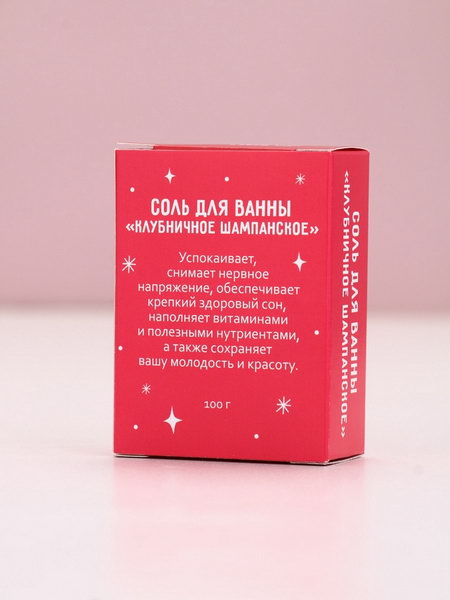 СОЛЬ ДЛЯ ВАННЫ
«КЛУБНИЧНОЕ ШАМПАНСКОЕ»
Успокаивает,
снимает нервное
напряжение, обеспечивает
крепкий здоровый сон,
наполняет витаминами
и полезными нутриентами,
а также сохраняет
вашу молодость и красоту.
100 г
СОЛЬ ДЛЯ ВАННЫ
«КЛУБНИЧНОЕ ШАМПАНСКОЕ»